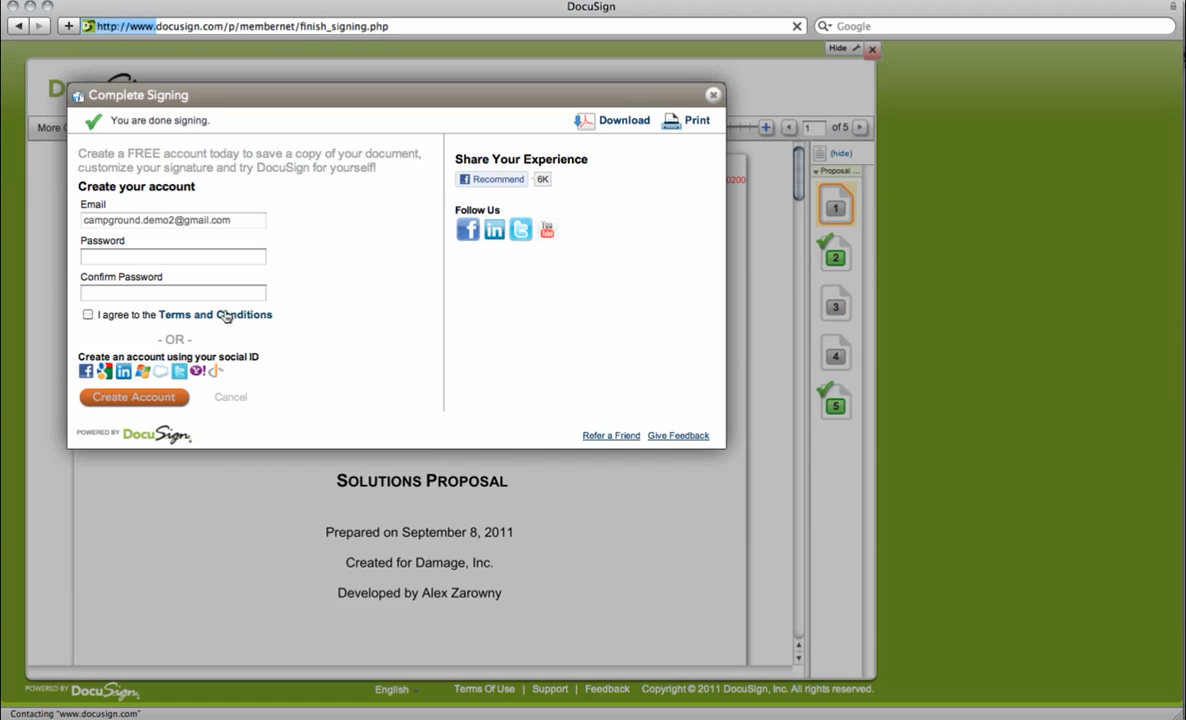 DocuSign
http://www.docusign.com/p/membernet/finish_signing.php
Google
Hide
Complete Signing
You are done signing.
Download
Print
More
1 of 5
Create a FREE account today to save a copy of your document,
customize your signature and try DocuSign for yourself!
Create your account
Email
campground.demo2@gmail.com
Password
Confirm Password
I agree to the Terms and Conditions
- OR -
Create an account using your social ID
Create Account
Cancel
POWERED BY DocuSign
Share Your Experience
Recommend
6K
Follow Us
You Tube
Refer a Friend
Give Feedback
0200
(hide)
Proposal ...
1
2
3
4
5
SOLUTIONS PROPOSAL
Prepared on September 8, 2011
Created for Damage, Inc.
Developed by Alex Zarowny
POWERED BY DocuSign
English
Terms Of Use | Support | Feedback
Copyright © 2011 DocuSign, Inc. All rights reserved.
Contacting "www.docusign.com"